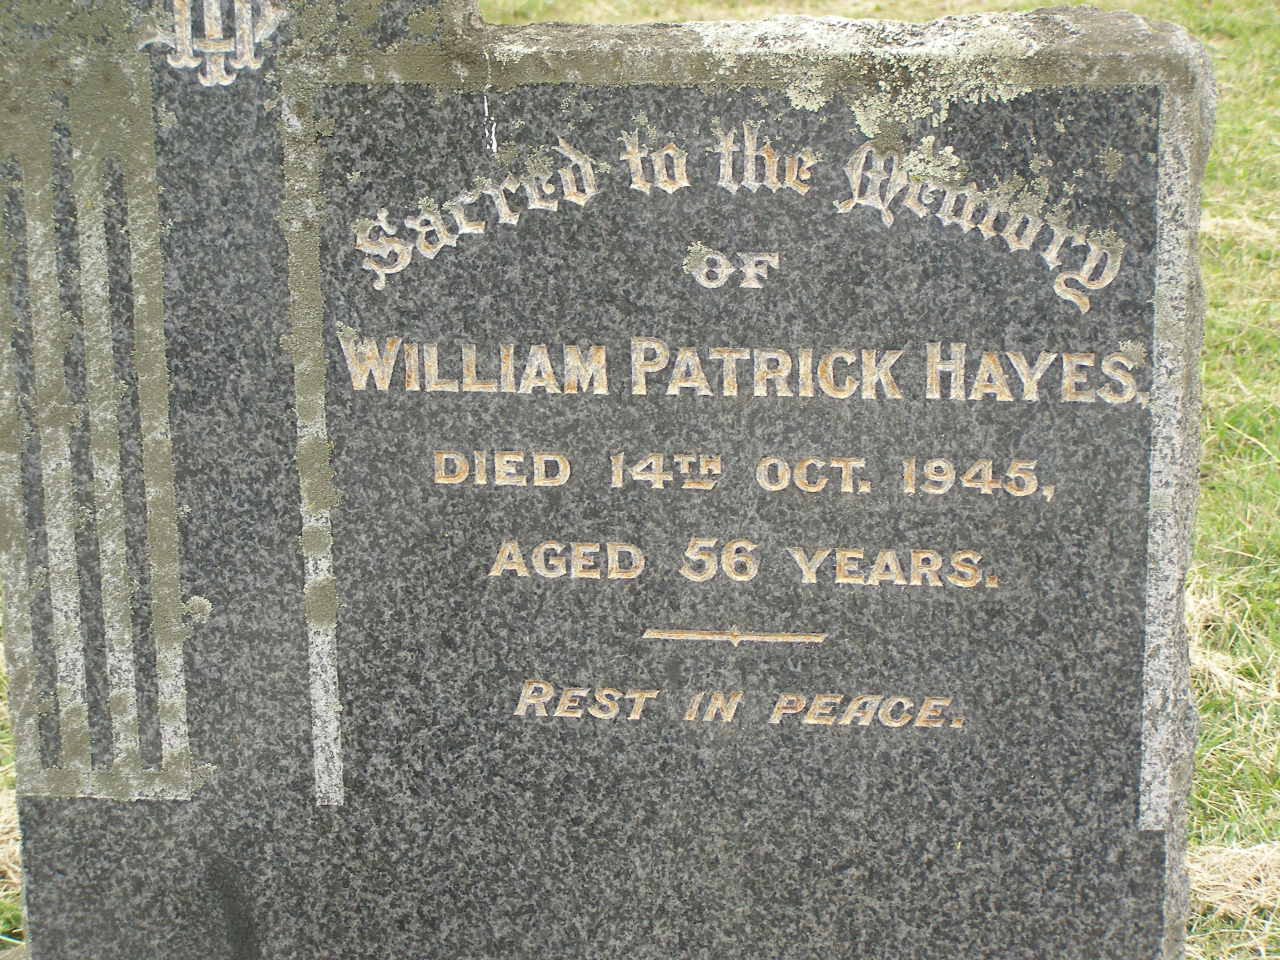 Sacred to the Memory
OF
WILLIAM PATRICK HAYES,
DIED 14TH OCT. 1945,
AGED 56 YEARS.
REST IN PEACE.